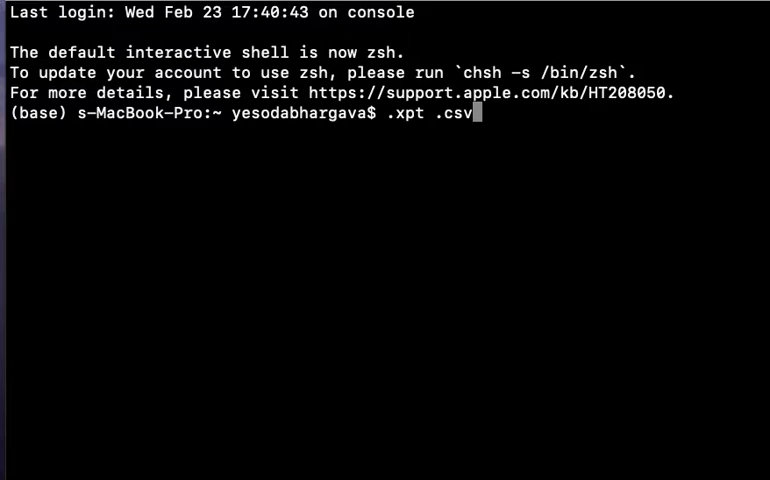 Last login: Wed Feb 23 17:40:43 on console
The default interactive shell is now zsh.
To update your account to use zsh, please run `chsh -s /bin/zsh`.
For more details, please visit https://support.apple.com/kb/HT208050.
(base) s-MacBook-Pro:~ yesodabhargava$ .xpt .csv